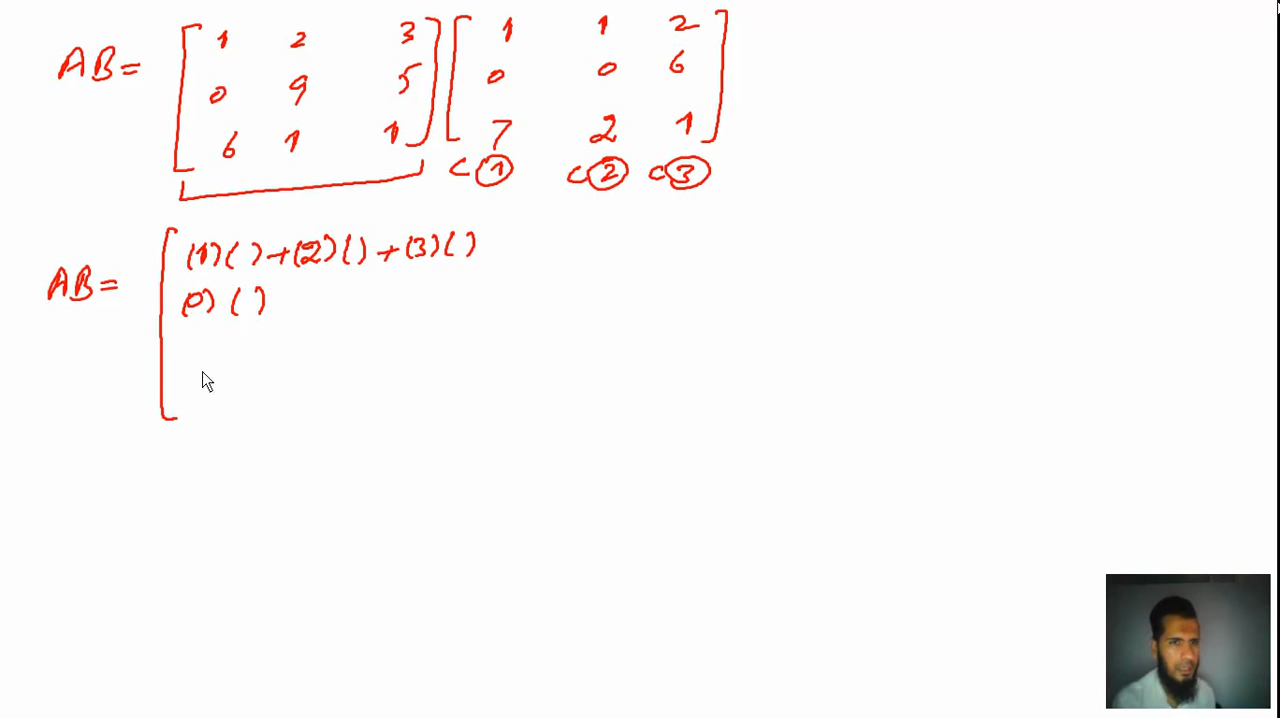 AB = [ 1 2 3 ] [ 1 1 2 ]
0 9 5 0 0 6
6 1 1 7 2 1
C1 C2 C3
AB = [ (1)( )+(2)( )+(3)( )
(0)( )